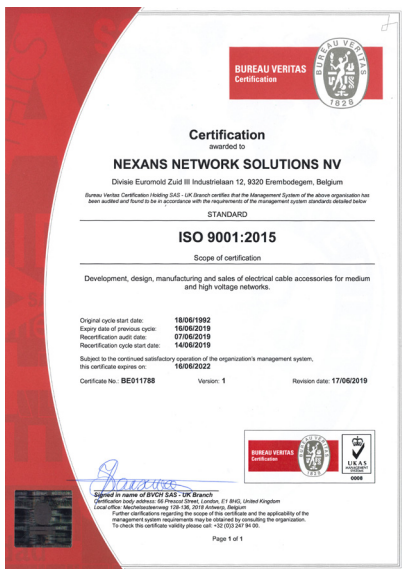 BUREAU VERITAS
Certification
BUREAU VERITAS
1828
Certification
awarded to
NEXANS NETWORK SOLUTIONS NV
Divisie Euromold Zuid III Industrielaan 12, 9320 Erembodegem, Belgium
Bureau Veritas Certification Holding SAS - UK Branch certifies that the Management System of the above organisation has
been audited and found to be in accordance with the requirements of the management system standards detailed below
STANDARD
ISO 9001:2015
Scope of certification
Development, design, manufacturing and sales of electrical cable accessories for medium
and high voltage networks.
Original cycle start date: 16/06/1992
Expiry date of previous cycle: 16/06/2019
Recertification audit date: 07/06/2019
Recertification cycle start date: 14/06/2019
Subject to the continued satisfactory operation of the organization's management system,
this certificate expires on: 16/06/2022
Certificate No.: BE011788 Version: 1 Revision date: 17/06/2019
BUREAU VERITAS
Certification
1828
UKAS
MANAGEMENT
SYSTEMS
0008
Signed in name of BVCH SAS - UK Branch
Certification body address: 66 Prescot Street, London, E1 8HG, United Kingdom
Local office: Mechelsesteenweg 128-136, 2018 Antwerp, Belgium
Further clarifications regarding the scope of this certificate and the applicability of the
management system requirements may be obtained by consulting the organization.
To check this certificate validity please call: +32 (0)3 247 94 00.
Page 1 of 1